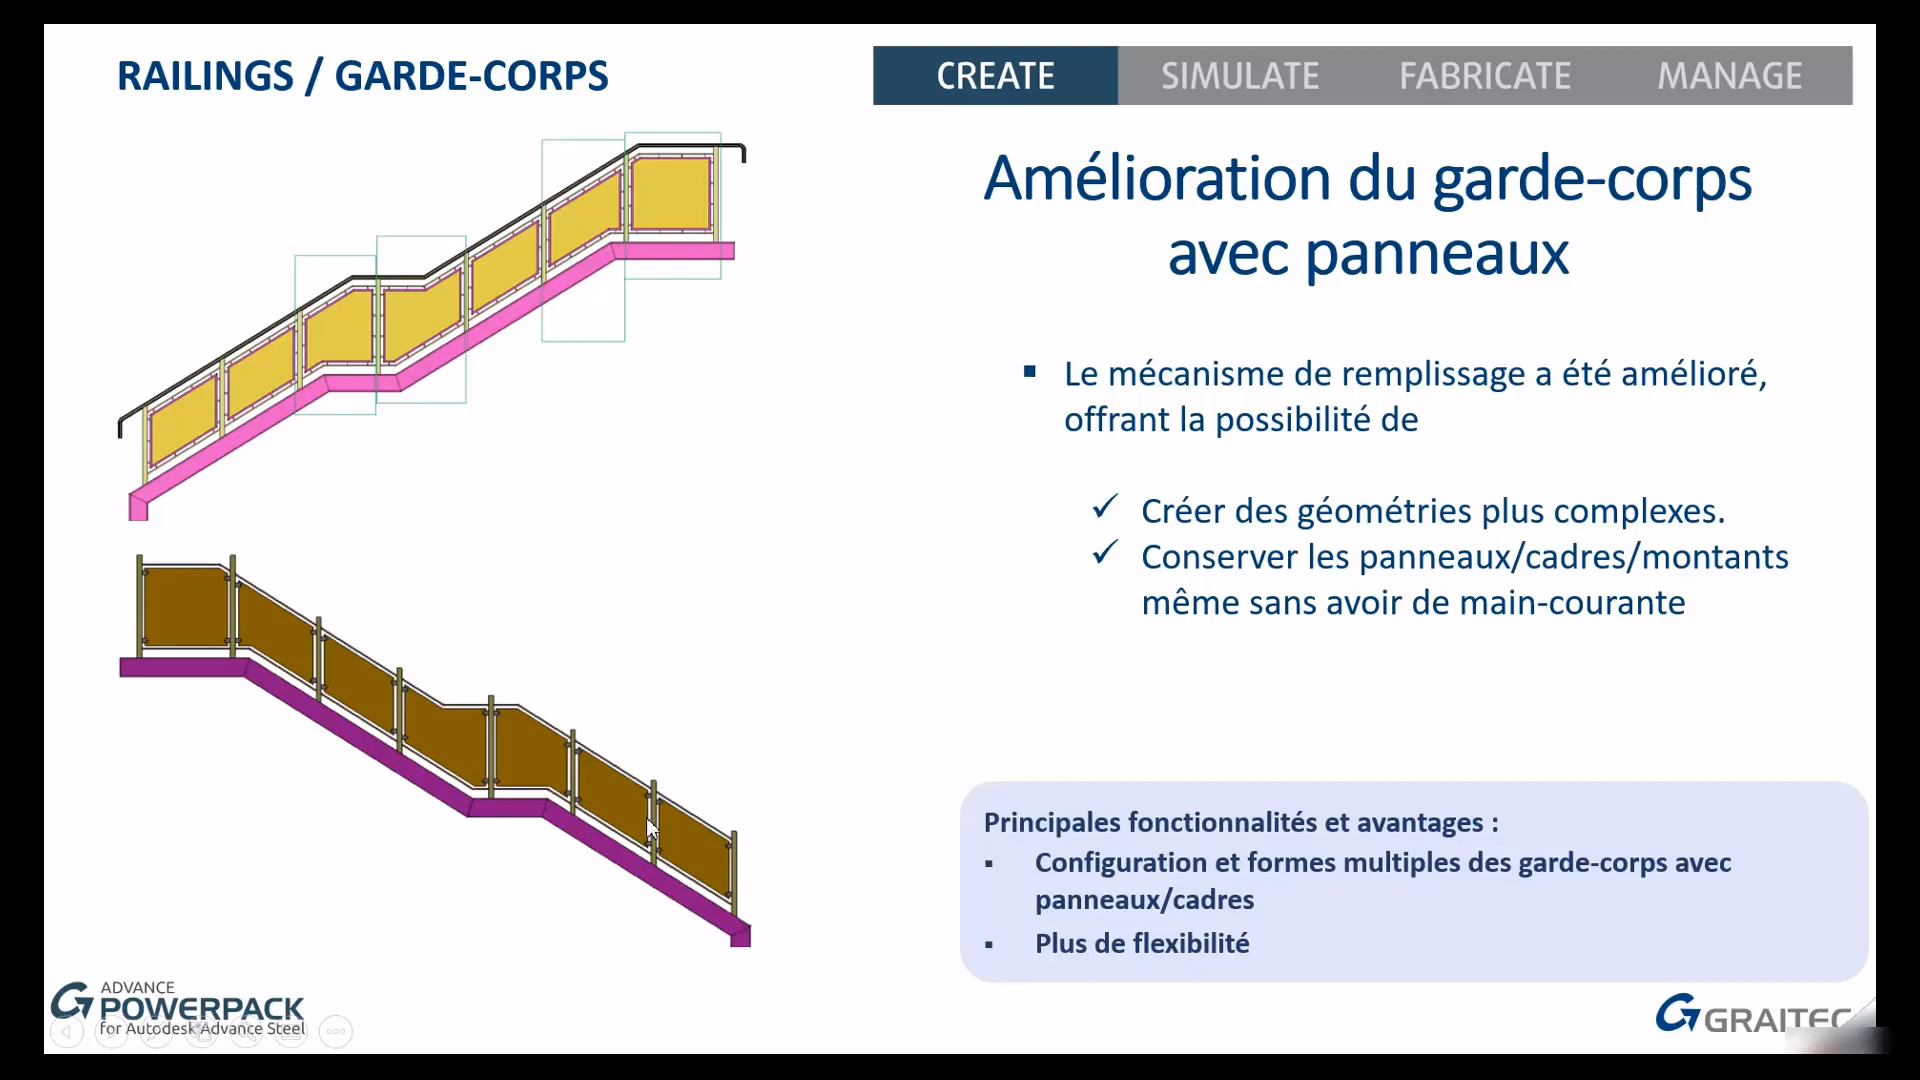 RAILINGS / GARDE-CORPS
CREATE
SIMULATE
FABRICATE
MANAGE
Amélioration du garde-corps
avec panneaux
▪ Le mécanisme de remplissage a été amélioré,
offrant la possibilité de
✓ Créer des géométries plus complexes.
✓ Conserver les panneaux/cadres/montants
même sans avoir de main-courante
Principales fonctionnalités et avantages :
▪ Configuration et formes multiples des garde-corps avec
panneaux/cadres
▪ Plus de flexibilité
ADVANCE
POWERPACK
for Autodesk Advance Steel
GRAITEC